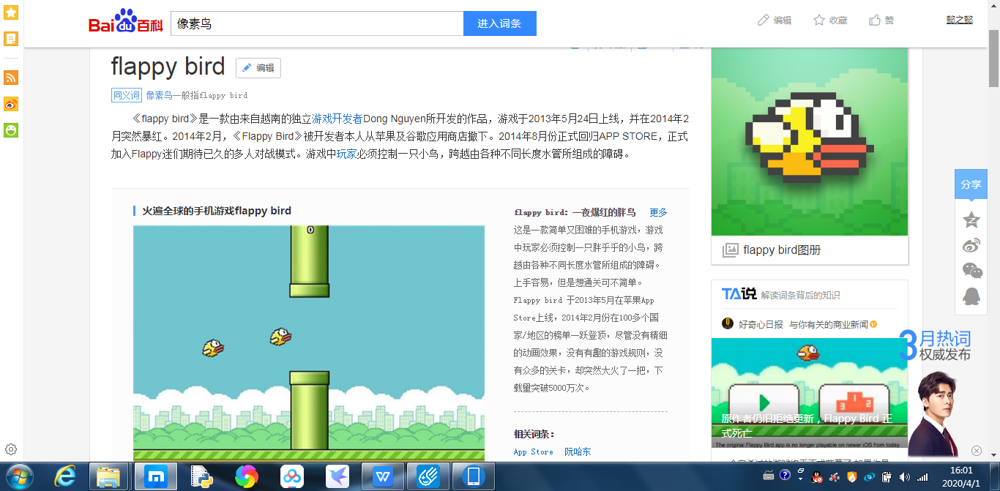 Bai du 百科
像素鸟
进入词条
编辑
收藏
赞
懿之懿
flappy bird
编辑
同义词 像素鸟一般指flappy bird
《flappy bird》是一款由来自越南的独立游戏开发者Dong Nguyen所开发的作品，游戏于2013年5月24日上线，并在2014年2
月突然暴红。2014年2月，《Flappy Bird》被开发者本人从苹果及谷歌应用商店撤下。2014年8月份正式回归APP STORE，正式
加入Flappy迷们期待已久的多人对战模式。游戏中玩家必须控制一只小鸟，跨越由各种不同长度水管所组成的障碍。
火遍全球的手机游戏flappy bird
0
flappy bird：一夜爆红的胖鸟 更多
这是一款简单又困难的手机游戏，游戏
中玩家必须控制一只胖乎乎的小鸟，跨
越由各种不同长度水管所组成的障碍。
上手容易，但是想通关可不简单。
Flappy bird 于2013年5月在苹果App
Store上线，2014年2月份在100多个国
家/地区的榜单一跃登顶，尽管没有精细
的动画效果，没有有趣的游戏规则，没
有众多的关卡，却突然大火了一把，下
载量突破5000万次。
相关词条：
App Store 阮哈东
flappy bird图册
TA说 解读词条背后的知识
好奇心日报 与你有关的商业新闻
1 2 3
原作者仍旧拒绝更新，Flappy Bird 正
式死亡
The original Flappy Bird app is no longer playable on newer iOS from today
分享
3月热词
权威发布
16:01
2020/4/1